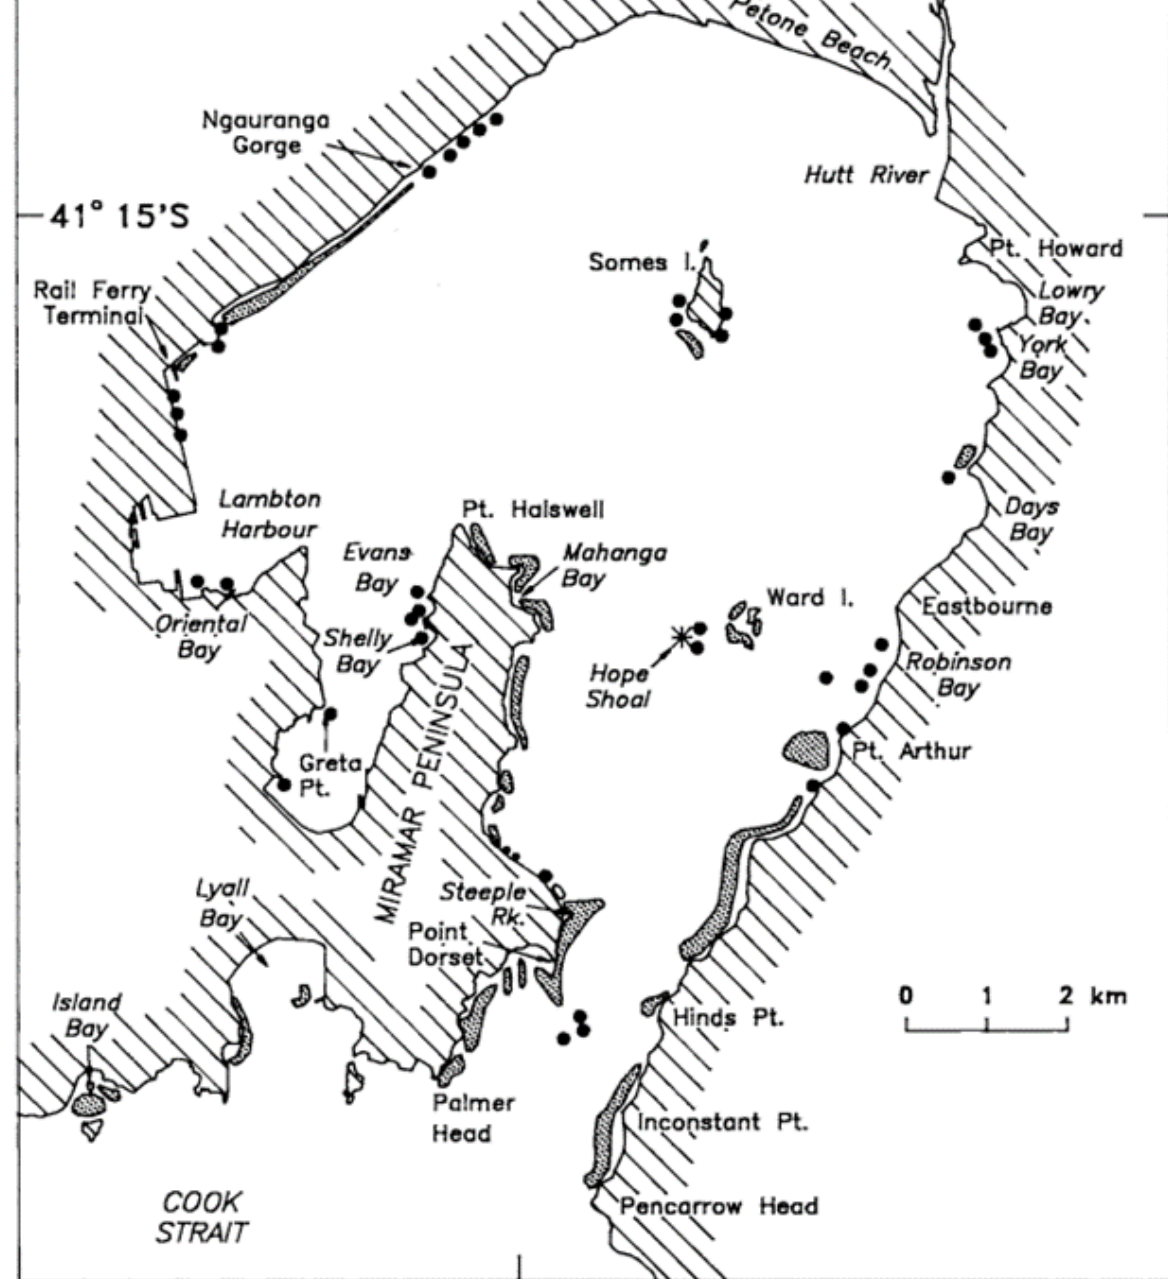 Petone Beach
Ngauranga
Gorge
Hutt River
41° 15'S
Pt. Howard
Somes I.
Rail Ferry
Terminal
Lowry
Bay
York
Bay
Lambton
Harbour
Pt. Halswell
Days
Bay
Evans
Bay
Mahanga
Bay
Ward I.
Eastbourne
Oriental
Bay
Shelly
Bay
Hope
Shoal
Robinson
Bay
MIRAMAR PENINSULA
Greta
Pt.
Pt. Arthur
Lyall
Bay
Steeple
Rk.
Point
Dorset
Island
Bay
0 1 2 km
Hinds Pt.
Palmer
Head
Inconstant Pt.
COOK
STRAIT
Pencarrow Head